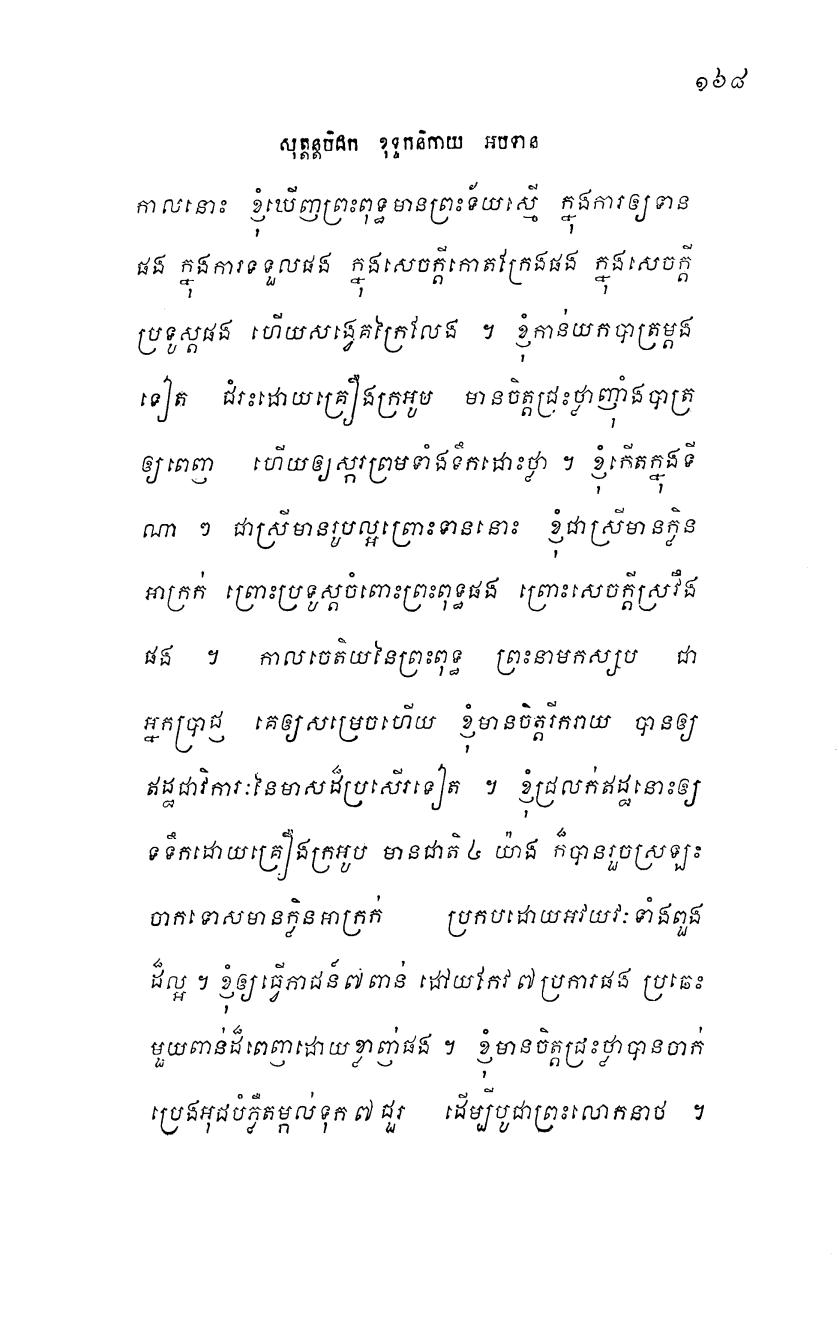 ១៦៨
សុត្តន្តបិដក ខុទ្ទកនិកាយ អបទាន
កាលនោះ ខ្ញុំឃើញព្រះពុទ្ធមានព្រះទ័យស្មើ ក្នុងការឲ្យទាន
ផង ក្នុងការទទួលផង ក្នុងសេចក្តីកោតក្រែងផង ក្នុងសេចក្តី
ប្រទូស្តផង ហើយសង្វេគក្រៃលែង ។ ខ្ញុំកាន់យកបាត្រម្តង
ទៀត ដំរះដោយគ្រឿងក្រអូប មានចិត្តជ្រះថ្លាញ៉ាំងបាត្រ
ឲ្យពេញ ហើយឲ្យស្ករព្រមទាំងទឹកដោះថ្លា ។ ខ្ញុំកើតក្នុងទី
ណា ៗ ជាស្រីមានរូបល្អព្រោះទាននោះ ខ្ញុំជាស្រីមានក្លិន
អាក្រក់ ព្រោះប្រទូស្តចំពោះព្រះពុទ្ធផង ព្រោះសេចក្តីស្រវឹង
ផង ។ កាលចេតិយនៃព្រះពុទ្ធ ព្រះនាមកស្សប ជា
អ្នកប្រាជ្ញ គេឲ្យសម្រេចហើយ ខ្ញុំមានចិត្តរីករាយ បានឲ្យ
ឥដ្ឋជាវិការៈនៃមាសដ៏ប្រសើរទៀត ។ ខ្ញុំជ្រលក់ឥដ្ឋនោះឲ្យ
ទទឹកដោយគ្រឿងក្រអូប មានជាតិ ៤ យ៉ាង ក៏បានរួចស្រឡះ
ចាកទោសមានក្លិនអាក្រក់ ប្រកបដោយអវយវៈទាំងពួង
ដ៏ល្អ ។ ខ្ញុំឲ្យធ្វើភាជន៍៧ពាន់ ដោយកែវ ៧ប្រការផង ប្រឆេះ
មួយពាន់ដ៏ពេញដោយខ្លាញ់ផង ។ ខ្ញុំមានចិត្តជ្រះថ្លាបានចាក់
ប្រេងអុជបំភ្លឺតម្កល់ទុក ៧ ជួរ ដើម្បីបូជាព្រះលោកនាថ ។